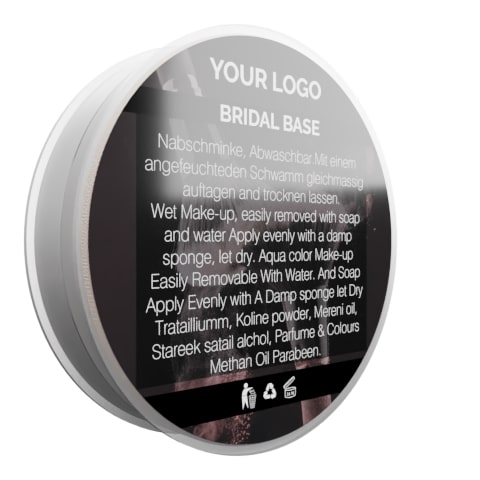 YOUR LOGO
BRIDAL BASE
Nabschminke, Abwaschbar.Mit einem
angefeuchteden Schwamm gleichmassig
auftagen and trocknen lassen.
Wet Make-up, easily removed with soap
and water Apply evenly with a damp
sponge, let dry. Aqua color Make-up
Easily Removable With Water. And Soap
Apply Evenly with A Damp sponge let Dry
Tratailliumm, Koline powder, Mereni oil,
Stareek satail alchol, Parfume & Colours
Methan Oil Parabeen.